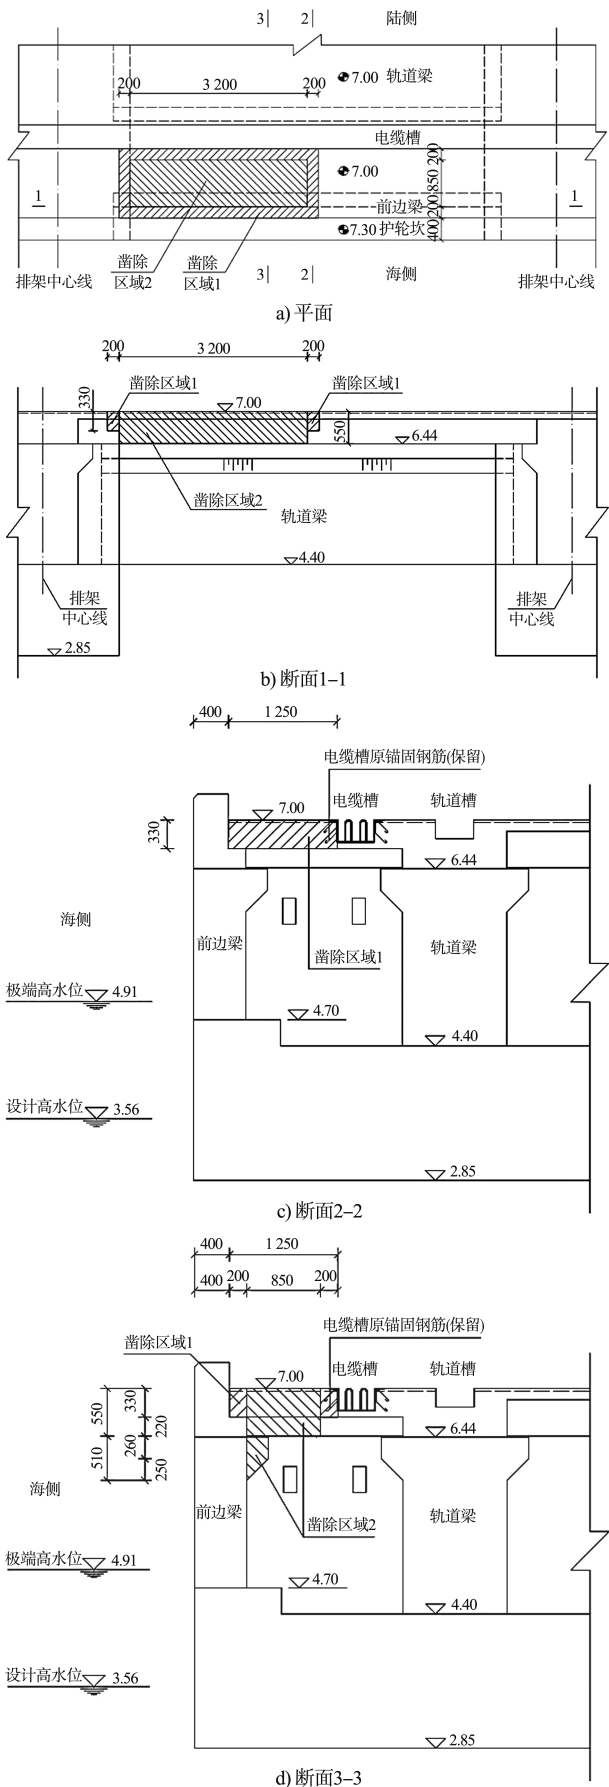 3 2 陆侧
200 3 200 200 7.00 轨道梁
电缆槽
200
7.00
850
1 1
前边梁
200
7.30 护轮坎
400
凿除 凿除
排架中心线 区域2 区域1 3 2 海侧 排架中心线
a) 平面
200 3 200 200
凿除区域1 凿除区域1
330 7.00
550 6.44
凿除区域2
轨道梁
4.40
排架 排架
中心线 中心线
2.85
b) 断面1-1
400 1 250
电缆槽原锚固钢筋(保留)
7.00 电缆槽 轨道槽
330
6.44
海侧
前边梁 轨道梁
凿除区域1
极端高水位 4.91
4.70
4.40
设计高水位 3.56
2.85
c) 断面2-2
400 1 250
400 200 850 200
凿除区域1 电缆槽原锚固钢筋(保留)
7.00 电缆槽 轨道槽
550 330
220
6.44
510 260
250
海侧
前边梁 轨道梁
凿除区域2
极端高水位 4.91
4.70
4.40
设计高水位 3.56
2.85
d) 断面3-3